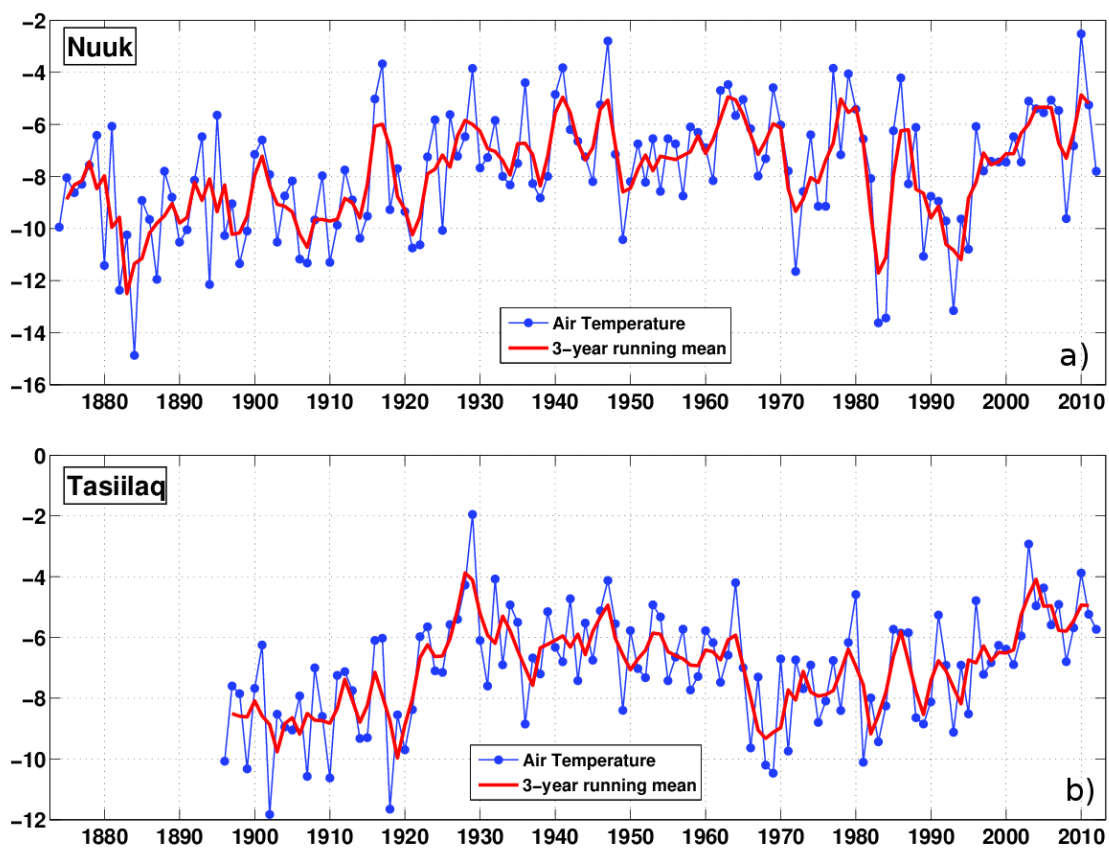 Nuuk
−2
−4
−6
−8
−10
−12
−14
−16
Air Temperature
3−year running mean
a)
1880 1890 1900 1910 1920 1930 1940 1950 1960 1970 1980 1990 2000 2010
Tasiilaq
0
−2
−4
−6
−8
−10
−12
Air Temperature
3−year running mean
b)
1880 1890 1900 1910 1920 1930 1940 1950 1960 1970 1980 1990 2000 2010